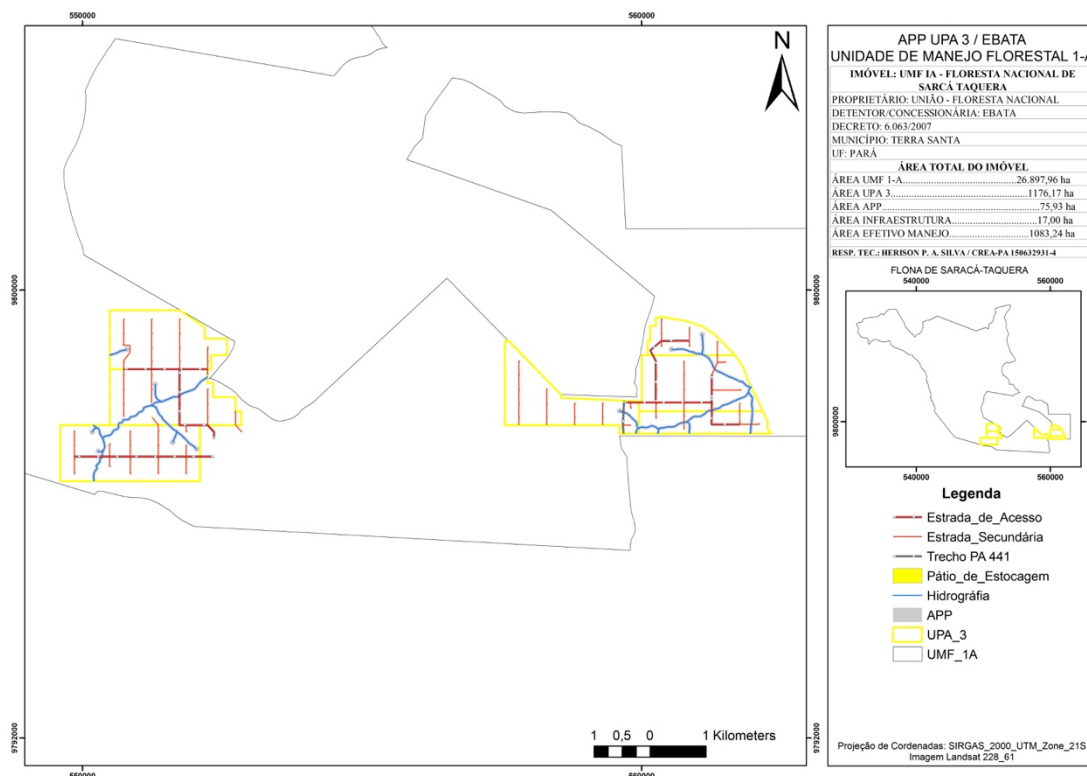 550000
560000
9800000
9800000
9792000
9792000
550000
560000
N
1 0,5 0 1 Kilometers
APP UPA 3 / EBATA
UNIDADE DE MANEJO FLORESTAL 1-A
IMÓVEL: UMF IA - FLORESTA NACIONAL DE
SARCÁ TAQUERA
PROPRIETÁRIO: UNIÃO - FLORESTA NACIONAL
DETENTOR/CONCESSIONÁRIA: EBATA
DECRETO: 6.063/2007
MUNICÍPIO: TERRA SANTA
UF: PARÁ
ÁREA TOTAL DO IMÓVEL
ÁREA UMF 1-A..........................................26.897,96 ha
ÁREA UPA 3................................................1176,17 ha
ÁREA APP.......................................................75,93 ha
ÁREA INFRAESTRUTURA..............................17,00 ha
ÁREA EFETIVO MANEJO............................1083,24 ha
RESP. TEC.: HERISON P. A. SILVA / CREA-PA 150632931-4
FLONA DE SARACÁ-TAQUERA
540000
560000
9800000
9800000
540000
560000
Legenda
Estrada_de_Acesso
Estrada_Secundária
Trecho PA 441
Pátio_de_Estocagem
Hidrográfia
APP
UPA_3
UMF_1A
Projeção de Cordenadas: SIRGAS_2000_UTM_Zone_21S
Imagem Landsat 228_61